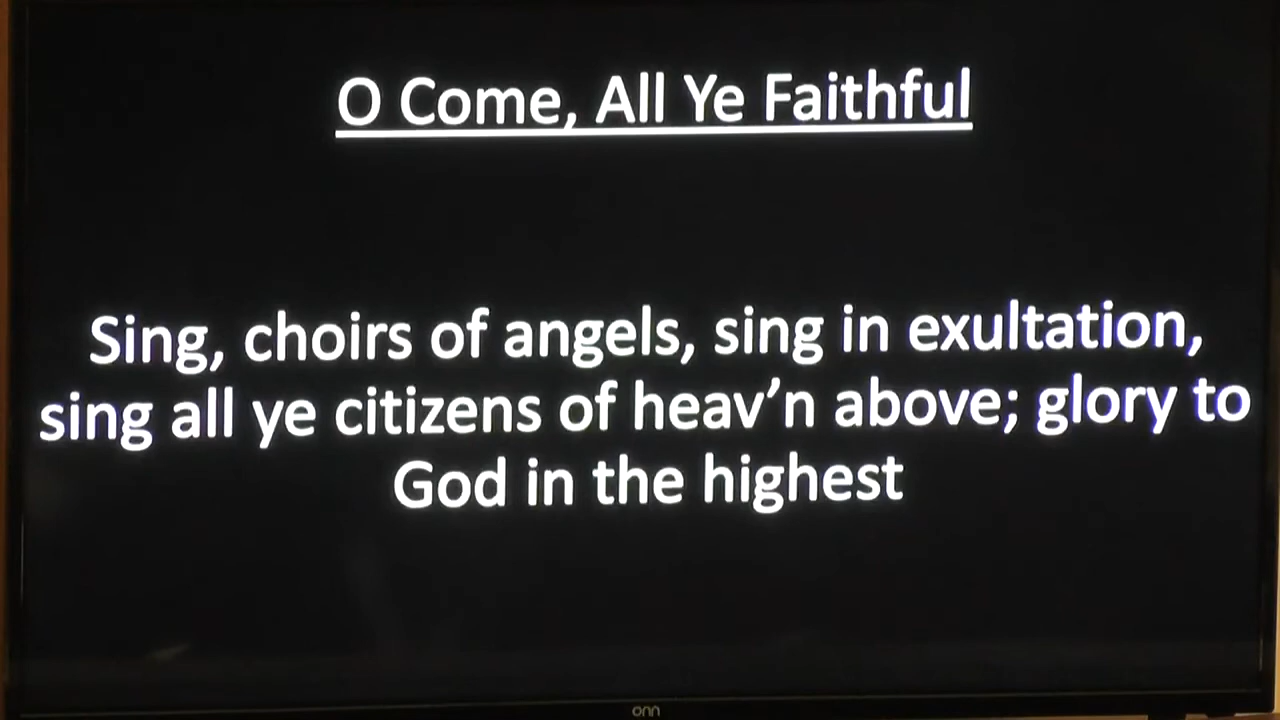 O Come, All Ye Faithful
Sing, choirs of angels, sing in exultation,
sing all ye citizens of heav’n above; glory to
God in the highest
onn